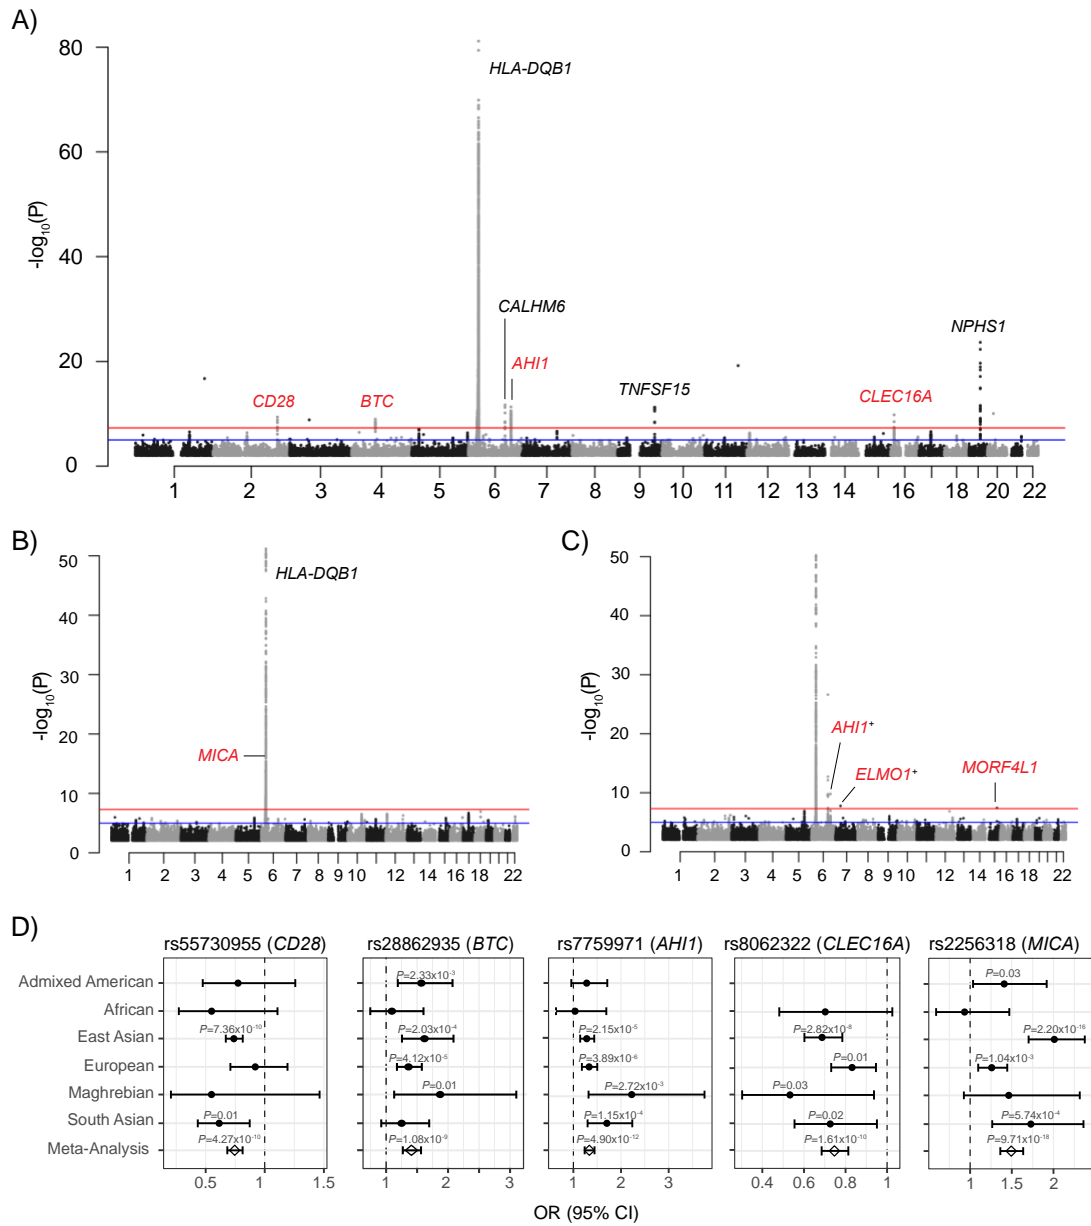 A)
80
60
40
20
0
-log10(P)
HLA-DQB1
CALHM6
AHI1
NPHS1
TNFSF15
CD28
BTC
CLEC16A
1 2 3 4 5 6 7 8 9 10 11 12 13 14 16 18 20 22
B)
50
40
30
20
10
0
-log10(P)
HLA-DQB1
MICA
1 2 3 4 5 6 7 8 9 10 12 14 18 22
C)
50
40
30
20
10
0
-log10(P)
AHI1+
ELMO1+
MORF4L1
1 2 3 4 5 6 7 8 9 10 12 14 16 18 22
D)
rs55730955 (CD28) rs28862935 (BTC) rs7759971 (AHI1) rs8062322 (CLEC16A) rs2256318 (MICA)
Admixed American P=2.33x10-3 P=0.03
African
East Asian P=7.36x10-10 P=2.03x10-4 P=2.15x10-5 P=2.82x10-8 P=2.20x10-16
European P=4.12x10-5 P=3.89x10-6 P=0.01 P=1.04x10-3
Maghrebian P=0.01 P=2.72x10-3 P=0.03
South Asian P=0.01 P=1.15x10-4 P=0.02 P=5.74x10-4
Meta-Analysis P=4.27x10-10 P=1.08x10-9 P=4.90x10-12 P=1.61x10-10 P=9.71x10-18
0.5 1 1.5 1 2 3 1 2 3 0.4 0.6 0.8 1 1 1.5 2
OR (95% CI)